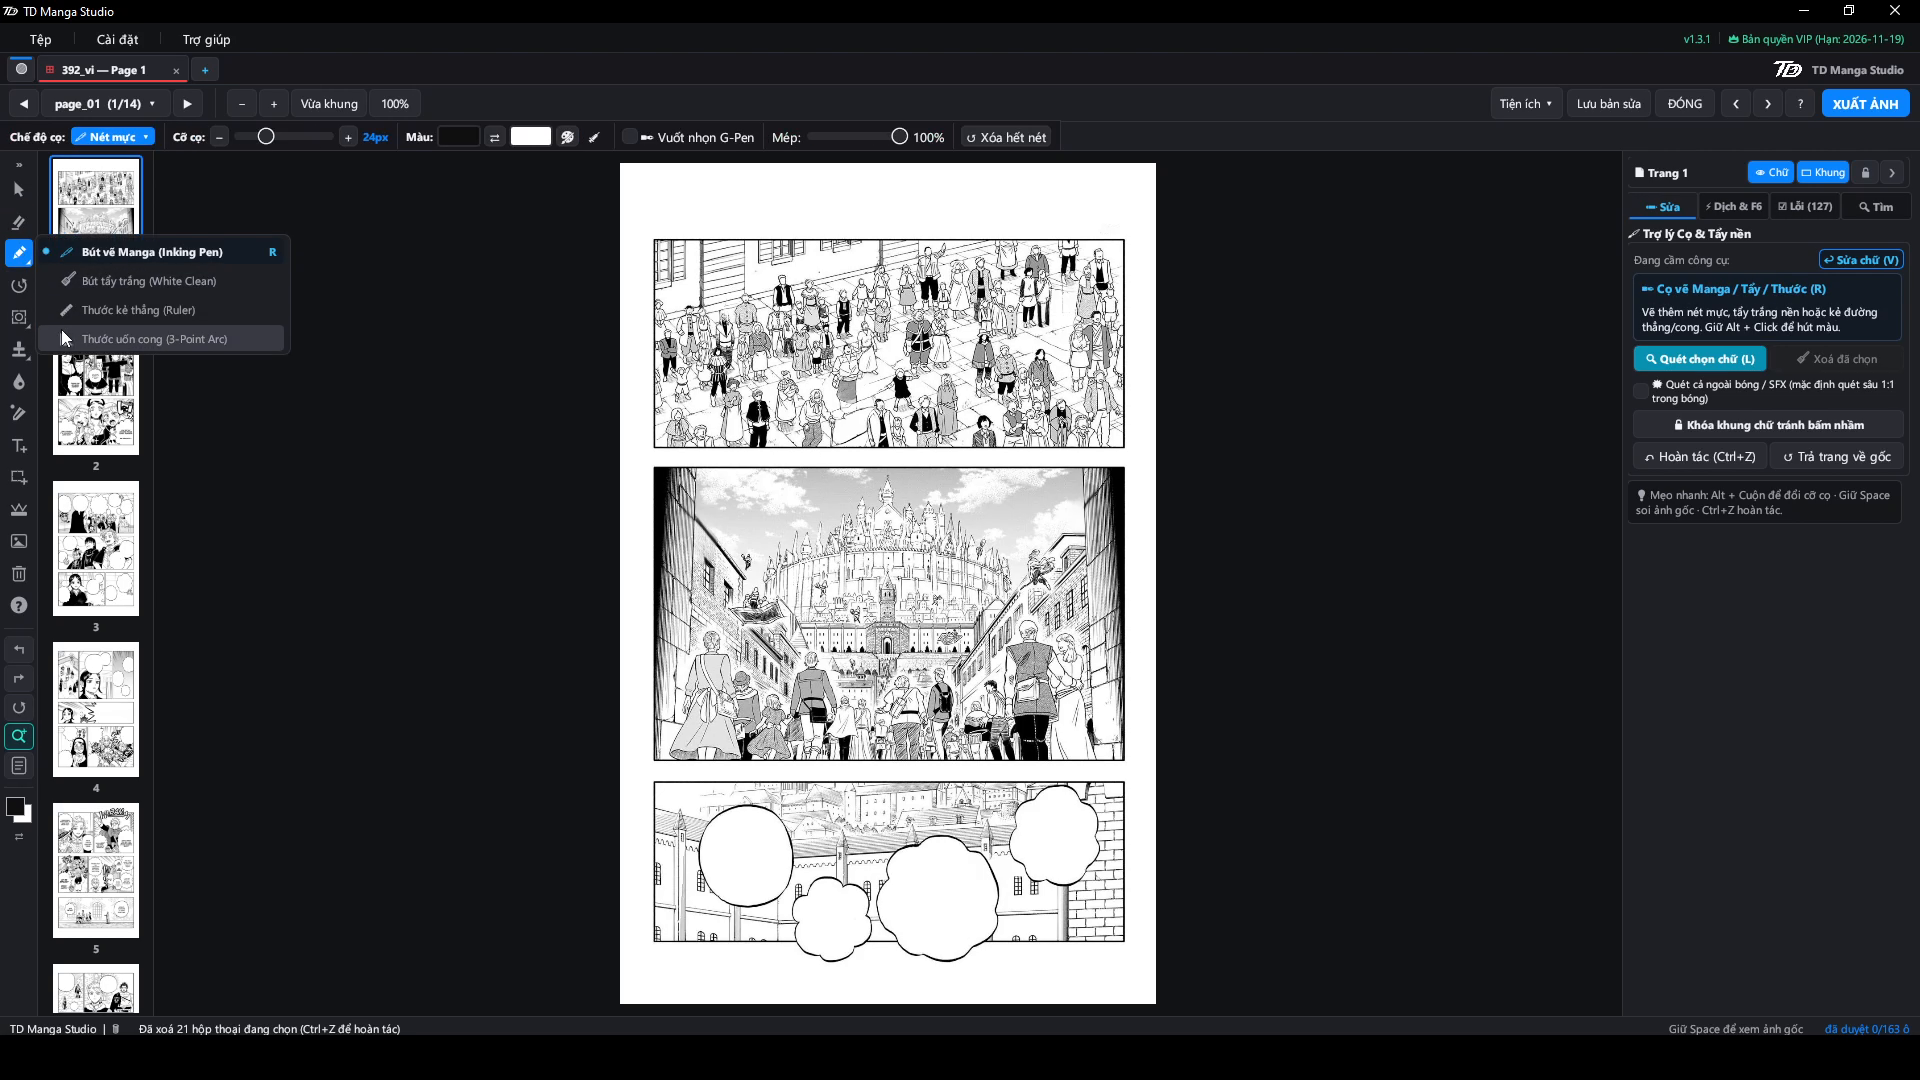 TD Manga Studio
Tệp
Cài đặt
Trợ giúp
v1.3.1
Bản quyền VIP (Hạn: 2026-11-19)
392_vi — Page 1
×
+
TD Manga Studio
page_01 (1/14)
−
+
Vừa khung
100%
Tiện ích
Lưu bản sửa
ĐÓNG
?
XUẤT ẢNH
Chế độ cọ:
Nét mực
Cỡ cọ:
−
+
24px
Màu:
Vuốt nhọn G-Pen
Mép:
100%
Xóa hết nét
»
Trang 1
Chữ
Khung
Sửa
Dịch & F6
Lỗi (127)
Tìm
Trợ lý Cọ & Tẩy nền
Đang cầm công cụ:
Sửa chữ (V)
Cọ vẽ Manga / Tẩy / Thước (R)
Vẽ thêm nét mực, tẩy trắng nền hoặc kẻ đường
thẳng/cong. Giữ Alt + Click để hút màu.
Quét chọn chữ (L)
Xoá đã chọn
Quét cả ngoài bóng / SFX (mặc định quét sâu 1:1
trong bóng)
Khóa khung chữ tránh bấm nhầm
Hoàn tác (Ctrl+Z)
Trả trang về gốc
Mẹo nhanh: Alt + Cuộn để đổi cỡ cọ · Giữ Space
soi ảnh gốc · Ctrl+Z hoàn tác.
Bút vẽ Manga (Inking Pen)
R
Bút tẩy trắng (White Clean)
Thước kẻ thẳng (Ruler)
Thước uốn cong (3-Point Arc)
2
3
4
5
TD Manga Studio |
Đã xoá 21 hộp thoại đang chọn (Ctrl+Z để hoàn tác)
Giữ Space để xem ảnh gốc
đã duyệt 0/163 ô